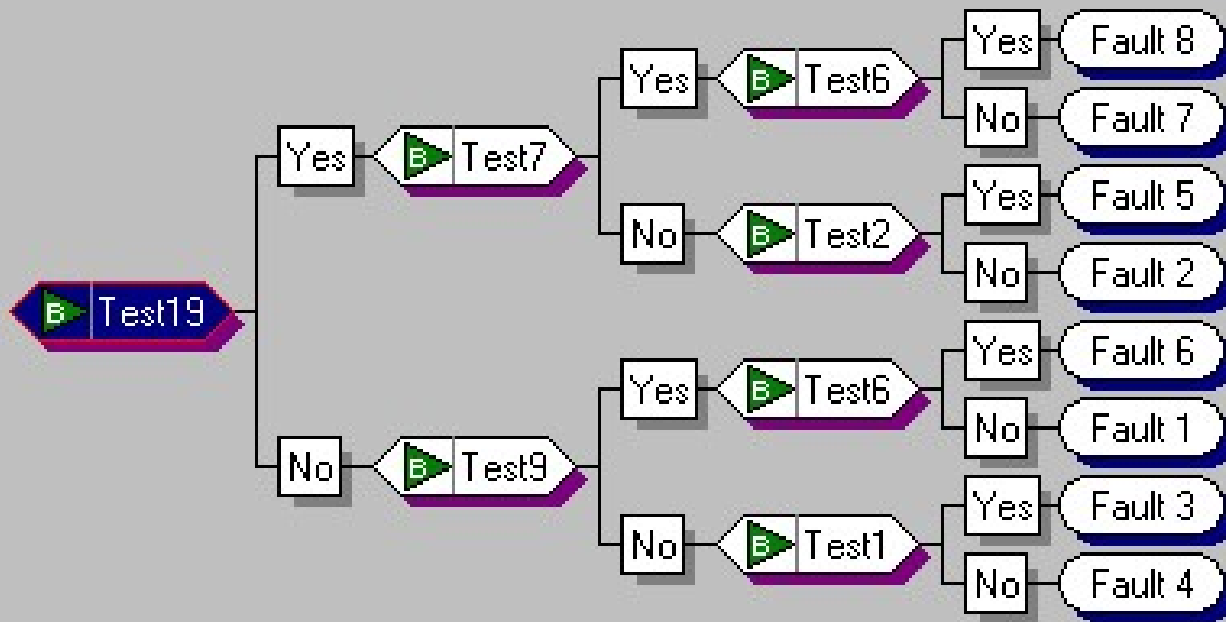 Yes
Fault 8
Yes
B Test6
No
Fault 7
Yes
B Test7
Yes
Fault 5
No
B Test2
No
Fault 2
B Test19
Yes
Fault 6
Yes
B Test6
No
Fault 1
No
B Test9
Yes
Fault 3
No
B Test1
No
Fault 4